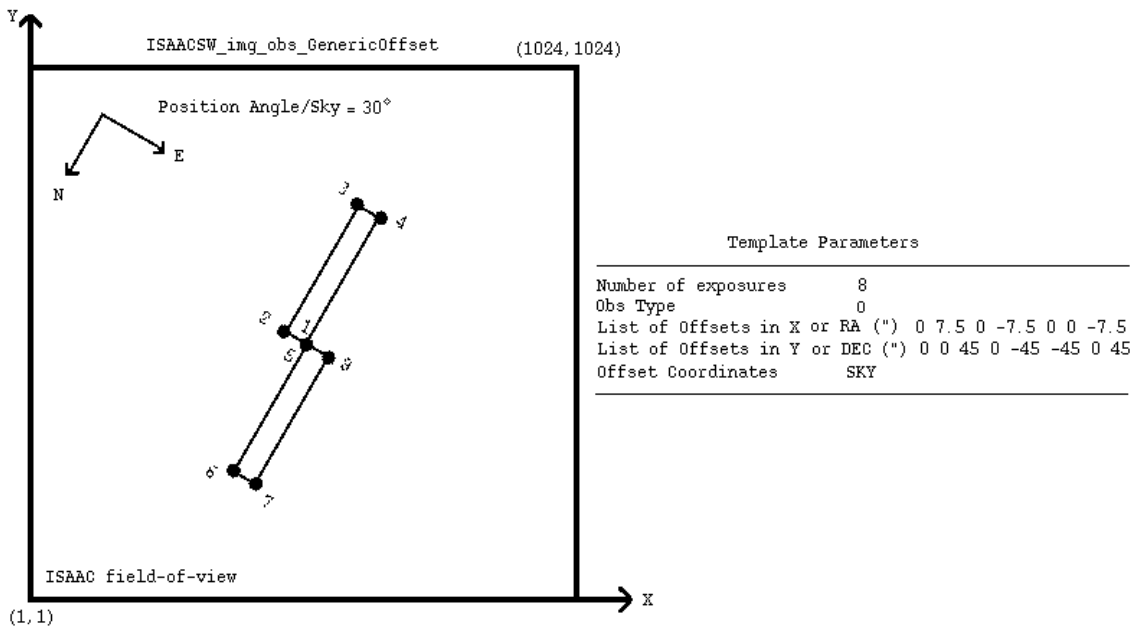 Y
ISAACSW_img_obs_GenericOffset
(1024,1024)
Position Angle/Sky = 30°
E
N
3
4
2
1
5
8
6
7
ISAAC field-of-view
X
(1,1)
Template Parameters
Number of exposures 8
Obs Type 0
List of Offsets in X or RA (") 0 7.5 0 -7.5 0 0 -7.5
List of Offsets in Y or DEC (") 0 0 45 0 -45 -45 0 45
Offset Coordinates SKY